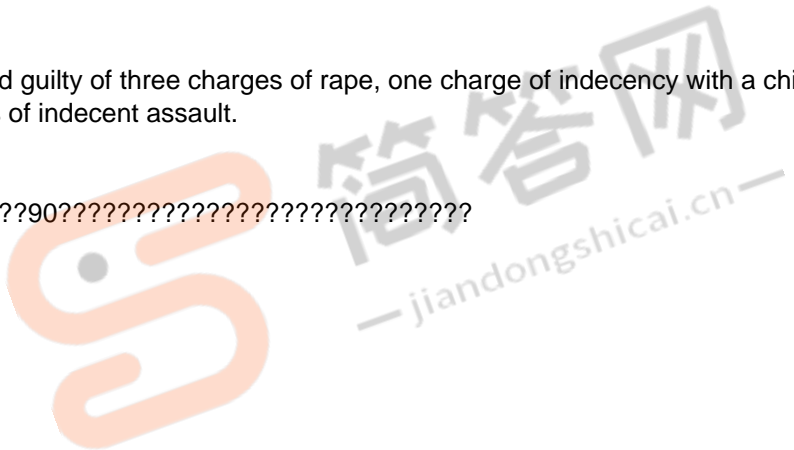 d guilty of three charges of rape, one charge of indecency with a chi
of indecent assault.
??90????????????????????????????
简答网
jiandongshicai.cn